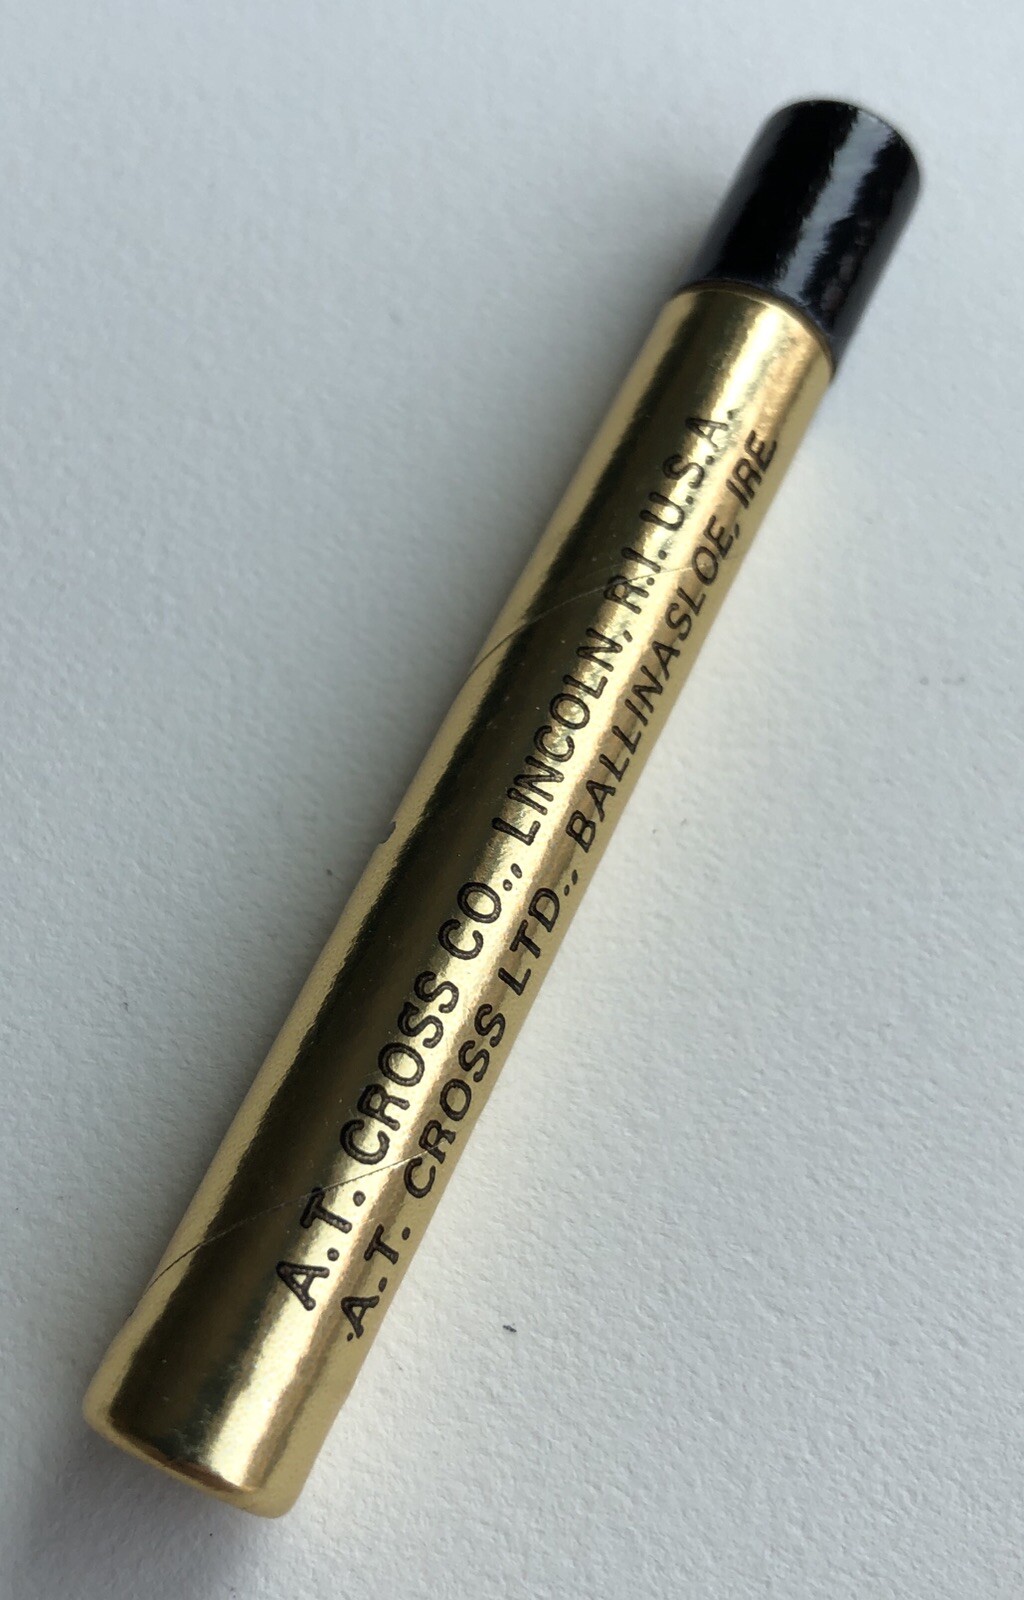 A.T. CROSS CO., LINCOLN, R.I. U.S.A.
A.T. CROSS LTD., BALLINASLOE, IRE